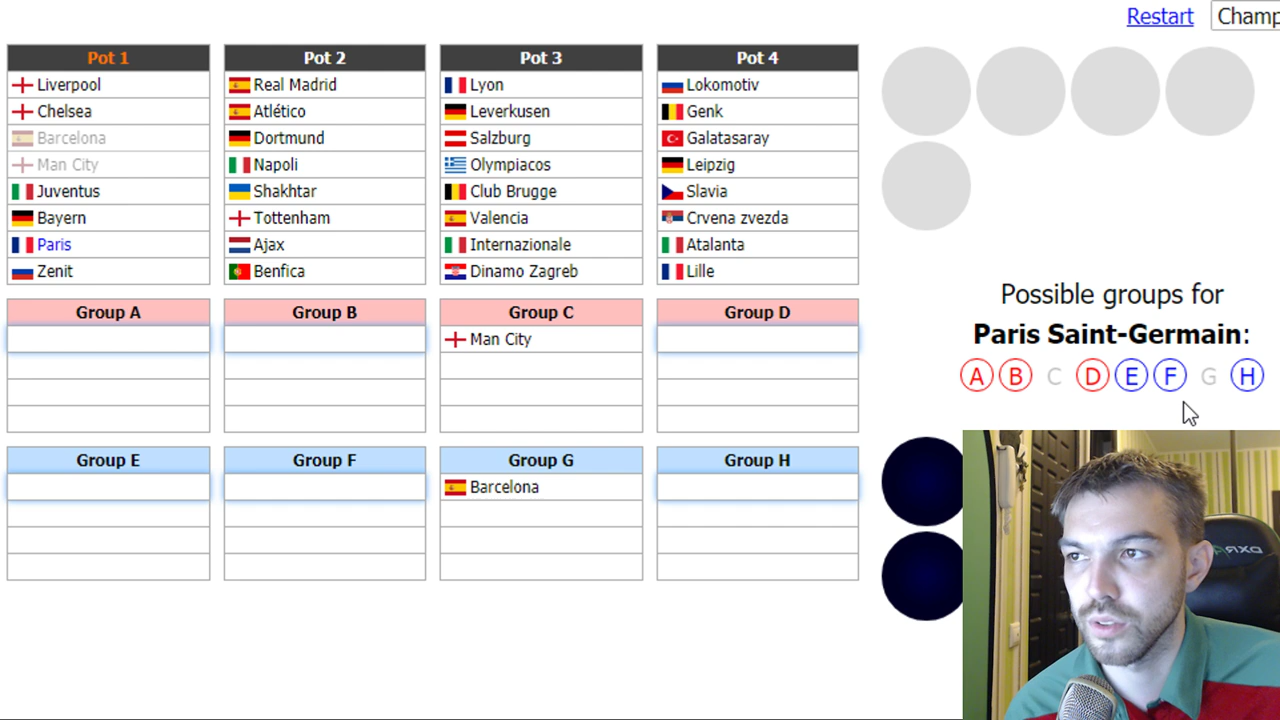 Restart Champ
Pot 1 Pot 2 Pot 3 Pot 4
Liverpool Real Madrid Lyon Lokomotiv
Chelsea Atlético Leverkusen Genk
Barcelona Dortmund Salzburg Galatasaray
Man City Napoli Olympiacos Leipzig
Juventus Shakhtar Club Brugge Slavia
Bayern Tottenham Valencia Crvena zvezda
Paris Ajax Internazionale Atalanta
Zenit Benfica Dinamo Zagreb Lille
Group A Group B Group C Group D
Man City
Group E Group F Group G Group H
Barcelona
Possible groups for
Paris Saint-Germain:
A B C D E F G H
DXR